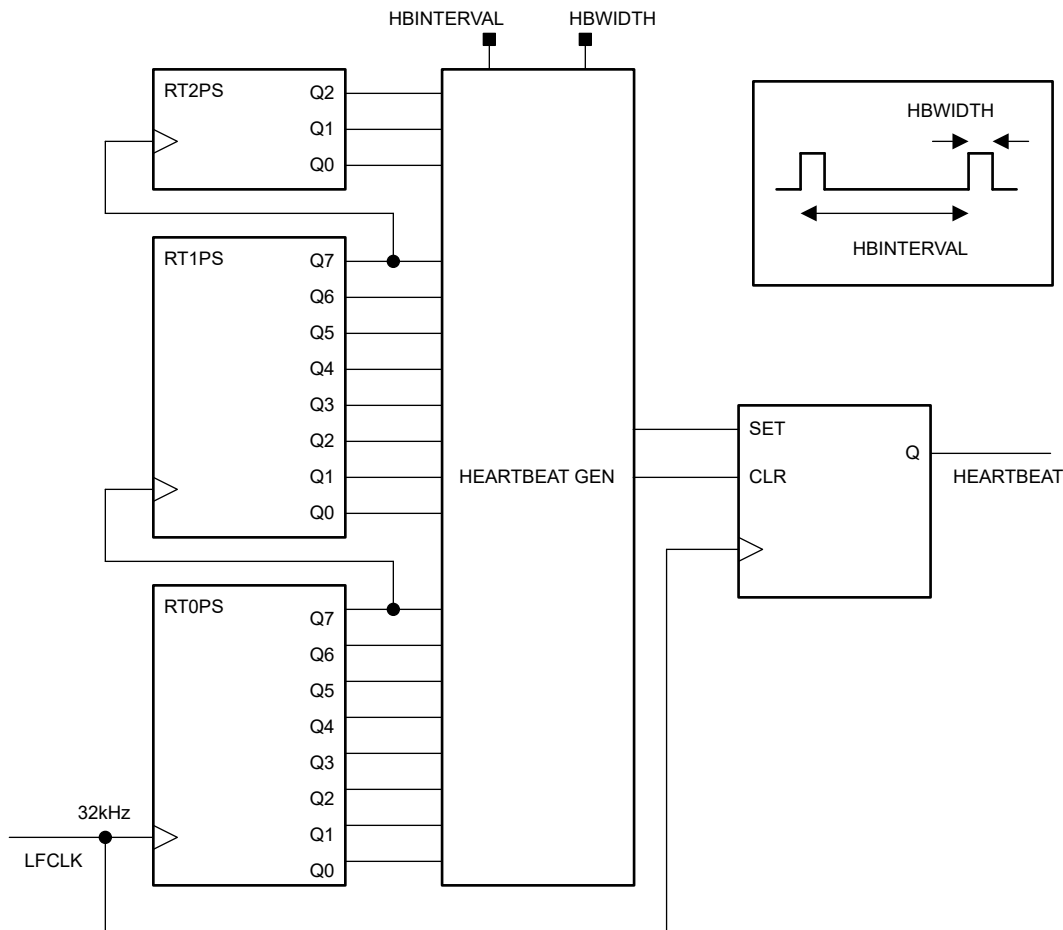 HBINTERVAL
HBWIDTH
RT2PS
Q2
Q1
Q0
RT1PS
Q7
Q6
Q5
Q4
Q3
Q2
Q1
Q0
RT0PS
Q7
Q6
Q5
Q4
Q3
Q2
Q1
Q0
32kHz
LFCLK
HEARTBEAT GEN
HBWIDTH
HBINTERVAL
SET
CLR
Q
HEARTBEAT